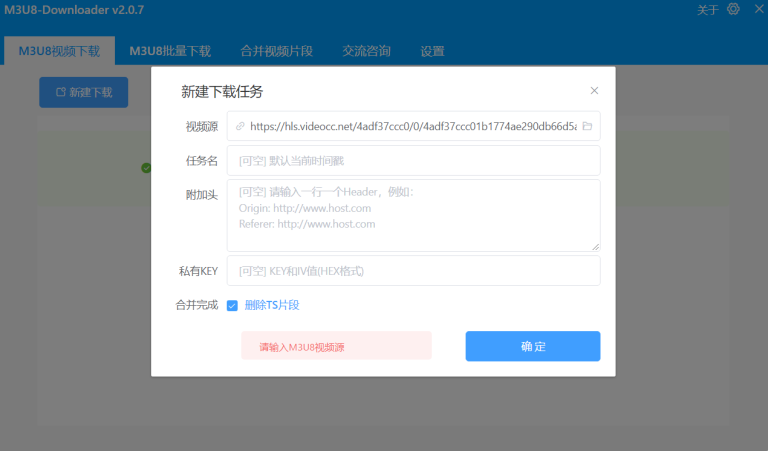 M3U8-Downloader v2.0.7
关于
M3U8视频下载
M3U8批量下载
合并视频片段
交流咨询
设置
新建下载
新建下载任务
视频源
https://hls.videocc.net/4adf37ccc0/0/4adf37ccc01b1774ae290db66d5a
任务名
[可空] 默认当前时间戳
附加头
[可空] 请输入一行一个Header，例如：
Origin: http://www.host.com
Referer: http://www.host.com
私有KEY
[可空] KEY和IV值(HEX格式)
合并完成
删除TS片段
请输入M3U8视频源
确 定